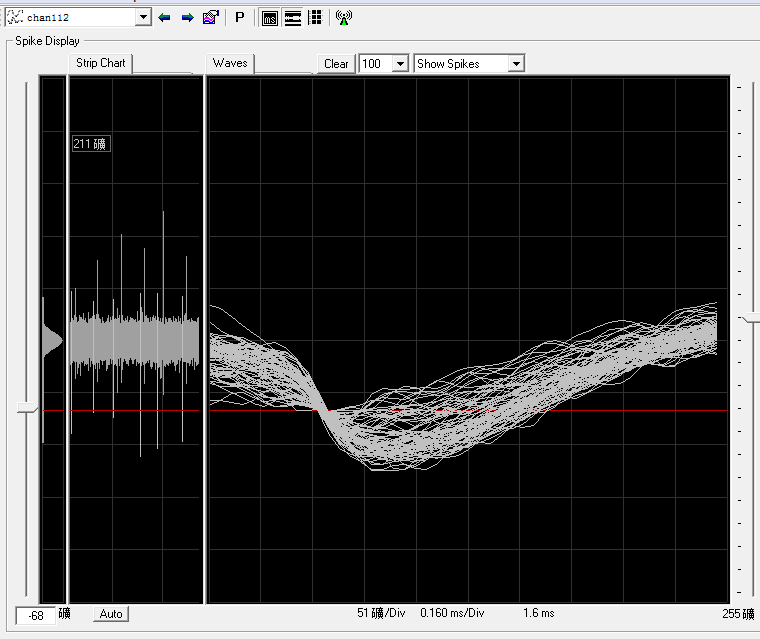 chan112
P
ms
Spike Display
Strip Chart
Waves
Clear
100
Show Spikes
211 礦
-68 礦
Auto
51 礦/Div
0.160 ms/Div
1.6 ms
255 礦